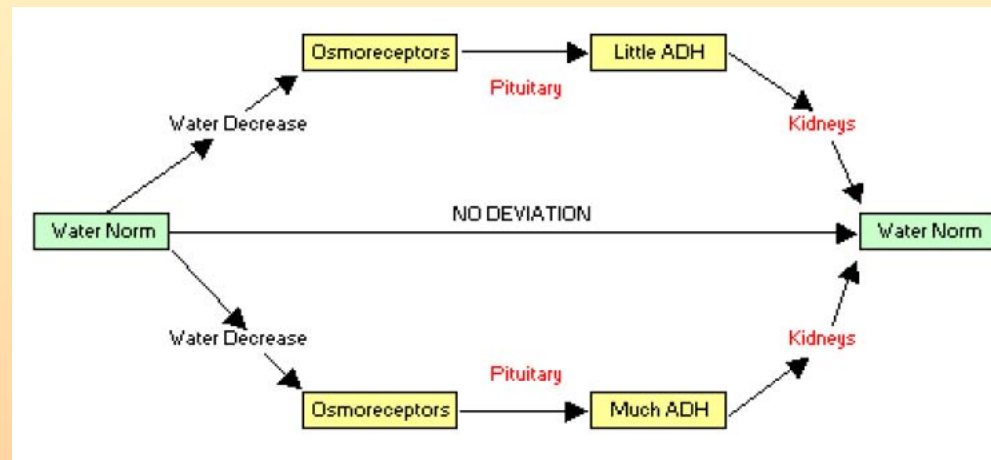 Osmoreceptors
Pituitary
Little ADH
Water Decrease
Kidneys
Water Norm
NO DEVIATION
Water Norm
Water Decrease
Kidneys
Osmoreceptors
Pituitary
Much ADH